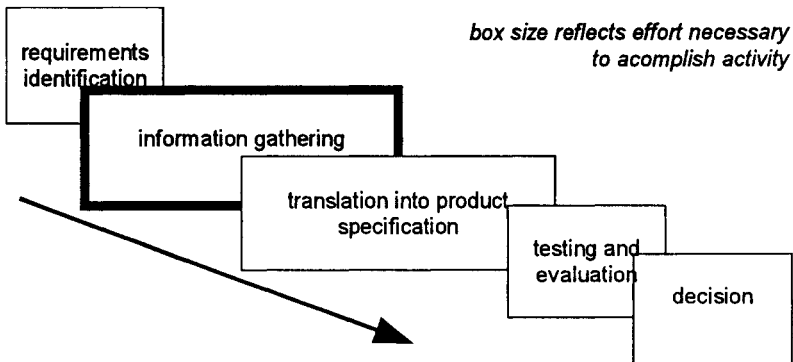 requirements
identification
box size reflects effort necessary
to acomplish activity
information gathering
translation into product
specification
testing and
evaluation
decision